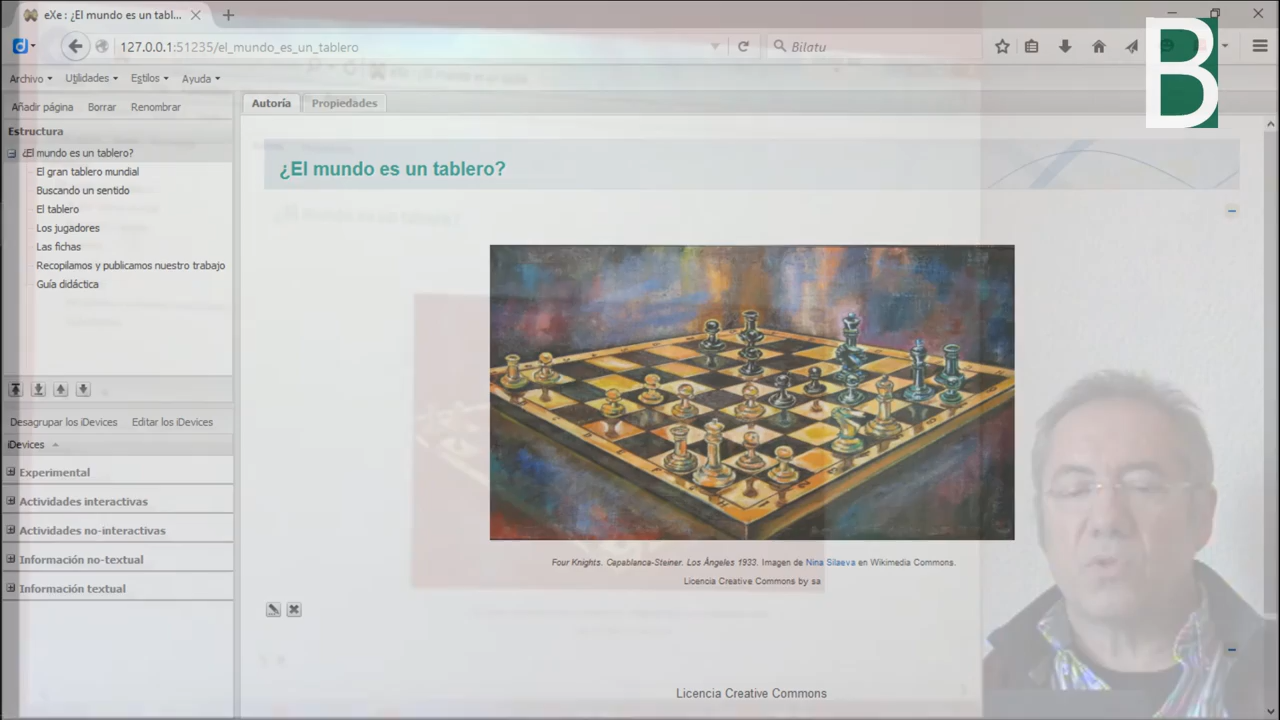 eXe : ¿El mundo es un tabl...
127.0.0.1:51235/el_mundo_es_un_tablero
Bilatu
B
Archivo Utilidades Estilos Ayuda
Añadir página Borrar Renombrar
Autoría Propiedades
Estructura
¿El mundo es un tablero?
El gran tablero mundial
Buscando un sentido
El tablero
Los jugadores
Las fichas
Recopilamos y publicamos nuestro trabajo
Guía didáctica
Desagrupar los iDevices Editar los iDevices
iDevices
Experimental
Actividades interactivas
Actividades no-interactivas
Información no-textual
Información textual
¿El mundo es un tablero?
Four Knights. Capablanca-Steiner. Los Ángeles 1933. Imagen de Nina Silaeva en Wikimedia Commons.
Licencia Creative Commons by sa
Licencia Creative Commons